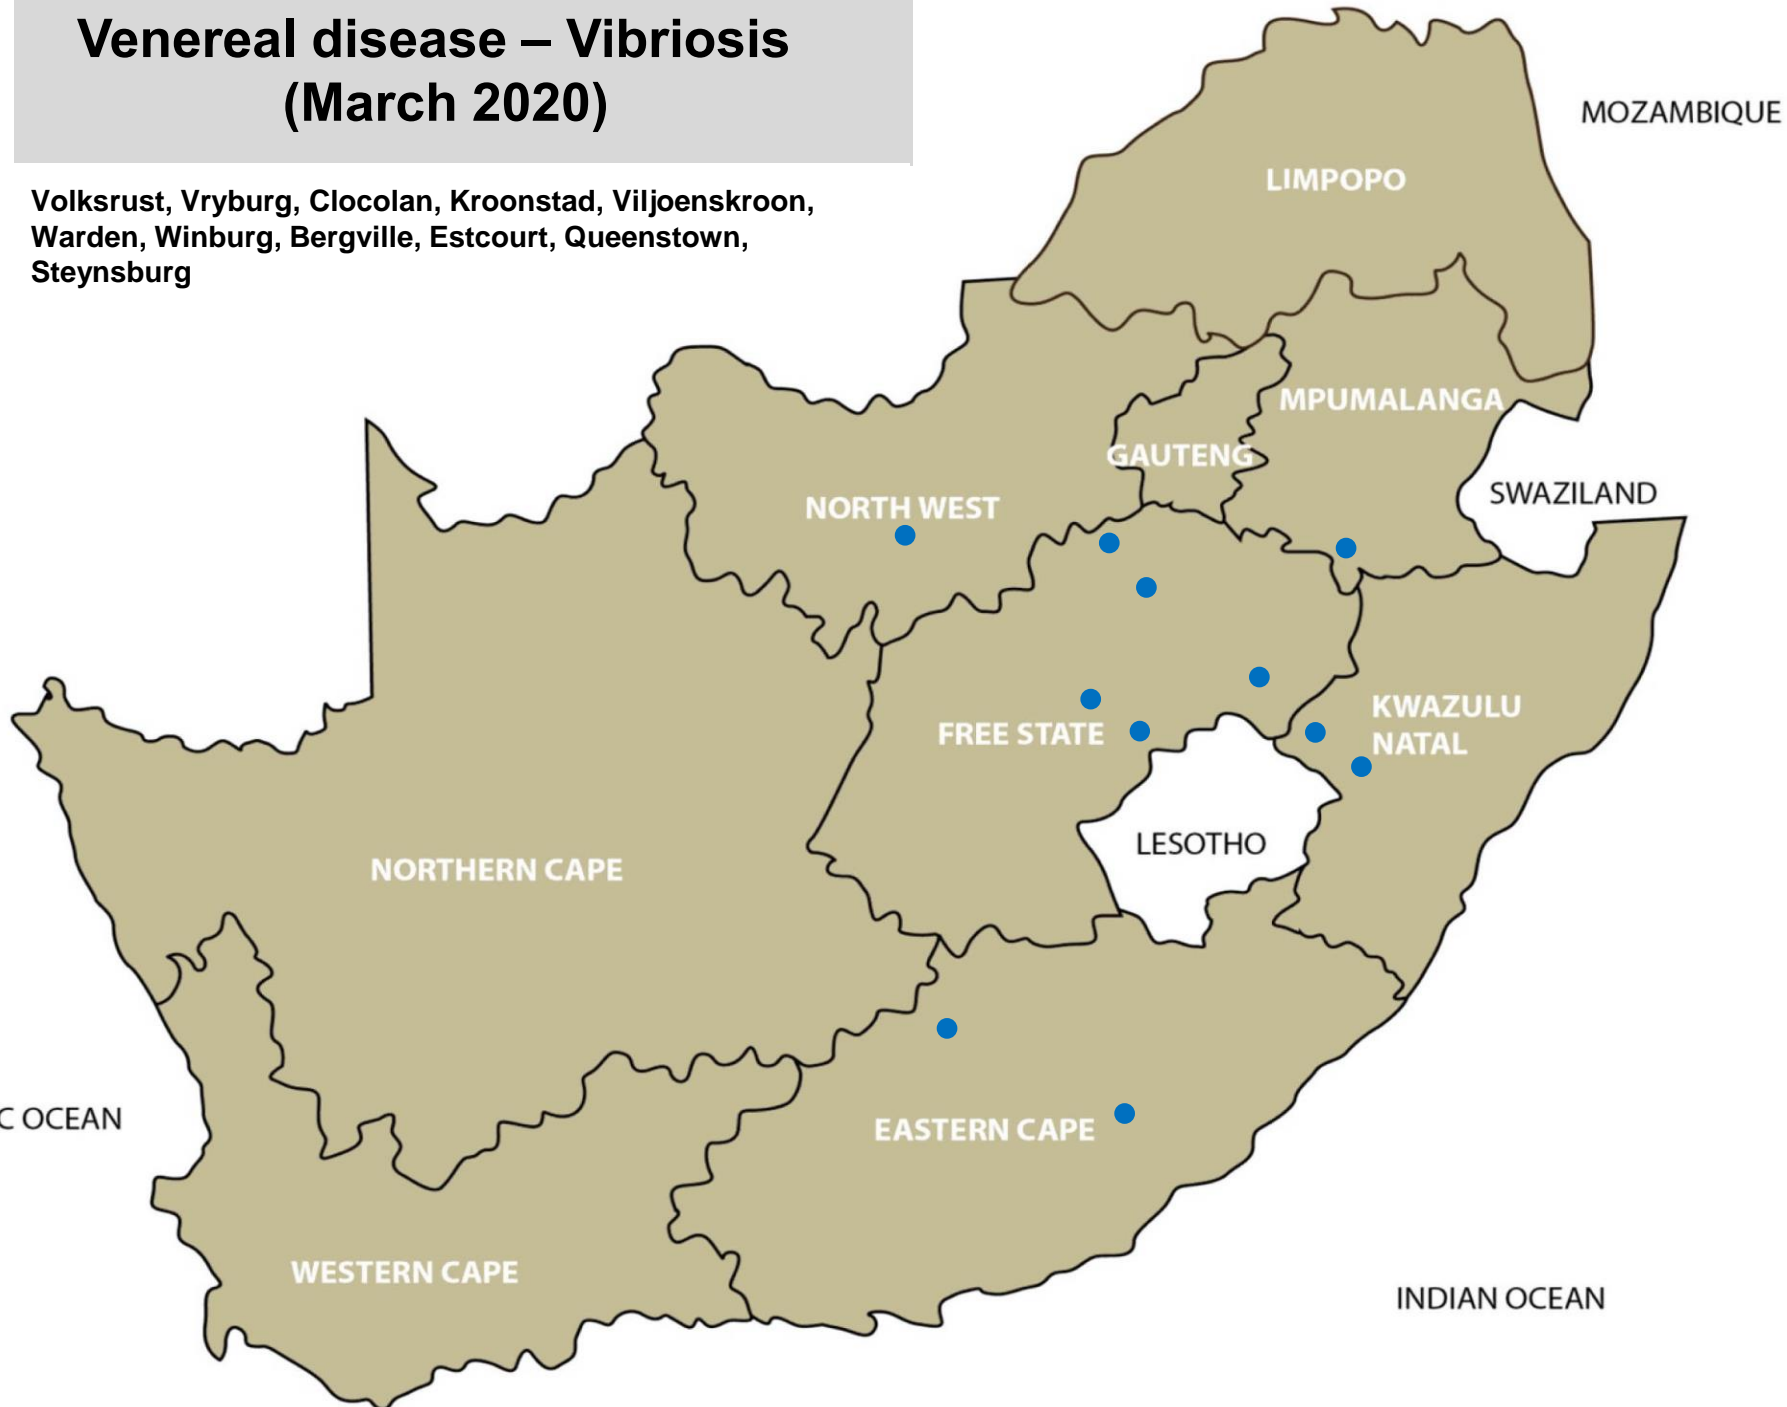 Venereal disease – Vibriosis
(March 2020)
Volksrust, Vryburg, Clocolan, Kroonstad, Viljoenskroon,
Warden, Winburg, Bergville, Estcourt, Queenstown,
Steynsburg
MOZAMBIQUE
LIMPOPO
MPUMALANGA
GAUTENG
SWAZILAND
NORTH WEST
KWAZULU
NATAL
FREE STATE
LESOTHO
NORTHERN CAPE
C OCEAN
EASTERN CAPE
WESTERN CAPE
INDIAN OCEAN